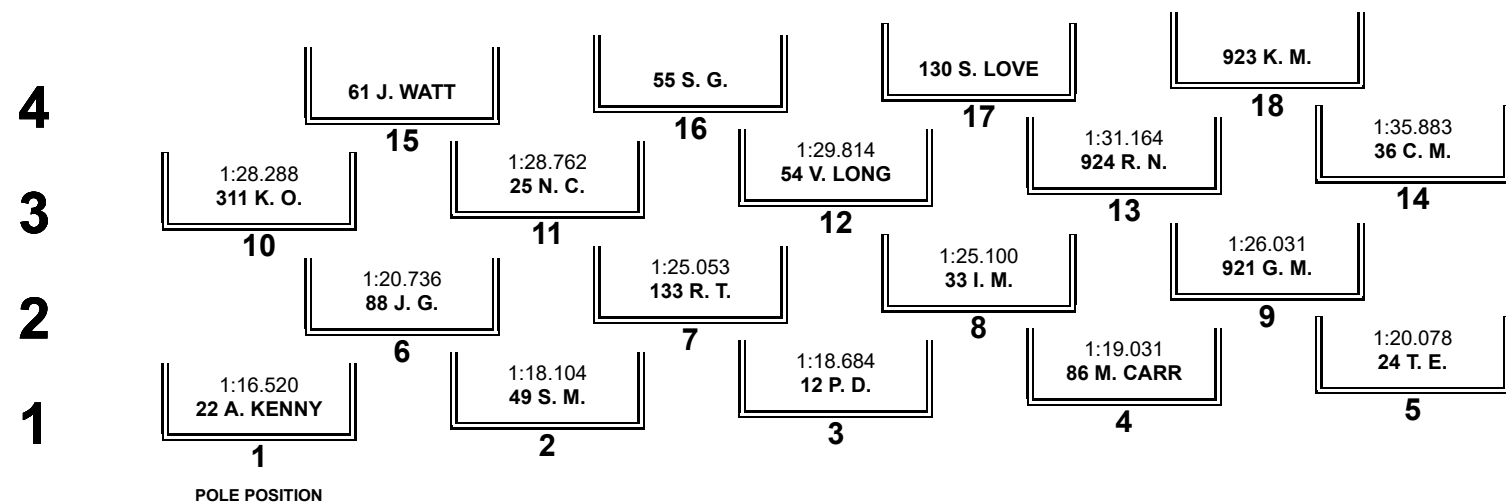 4
61 J. WATT
15
55 S. G.
16
130 S. LOVE
17
923 K. M.
18
3
1:28.288
311 K. O.
10
1:28.762
25 N. C.
11
1:29.814
54 V. LONG
12
1:31.164
924 R. N.
13
1:35.883
36 C. M.
14
2
1:20.736
88 J. G.
6
1:25.053
133 R. T.
7
1:25.100
33 I. M.
8
1:26.031
921 G. M.
9
1
1:16.520
22 A. KENNY
1
POLE POSITION
1:18.104
49 S. M.
2
1:18.684
12 P. D.
3
1:19.031
86 M. CARR
4
1:20.078
24 T. E.
5